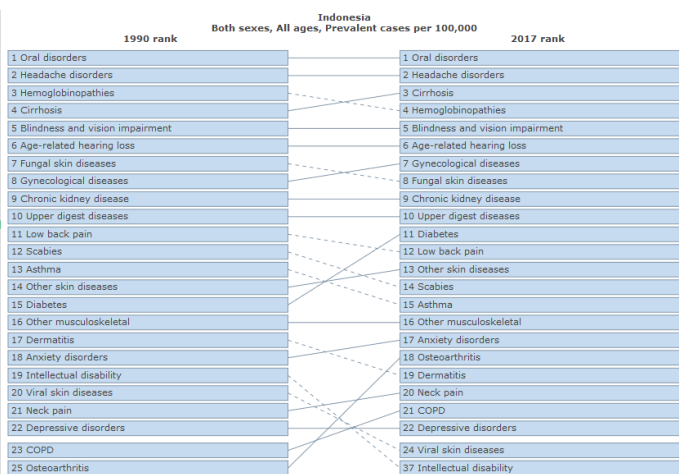 Indonesia
Both sexes, All ages, Prevalent cases per 100,000
1990 rank
2017 rank
1 Oral disorders
2 Headache disorders
3 Hemoglobinopathies
4 Cirrhosis
5 Blindness and vision impairment
6 Age-related hearing loss
7 Fungal skin diseases
8 Gynecological diseases
9 Chronic kidney disease
10 Upper digest diseases
11 Low back pain
12 Scabies
13 Asthma
14 Other skin diseases
15 Diabetes
16 Other musculoskeletal
17 Dermatitis
18 Anxiety disorders
19 Intellectual disability
20 Viral skin diseases
21 Neck pain
22 Depressive disorders
23 COPD
25 Osteoarthritis
1 Oral disorders
2 Headache disorders
3 Cirrhosis
4 Hemoglobinopathies
5 Blindness and vision impairment
6 Age-related hearing loss
7 Gynecological diseases
8 Fungal skin diseases
9 Chronic kidney disease
10 Upper digest diseases
11 Diabetes
12 Low back pain
13 Other skin diseases
14 Scabies
15 Asthma
16 Other musculoskeletal
17 Anxiety disorders
18 Osteoarthritis
19 Dermatitis
20 Neck pain
21 COPD
22 Depressive disorders
24 Viral skin diseases
37 Intellectual disability